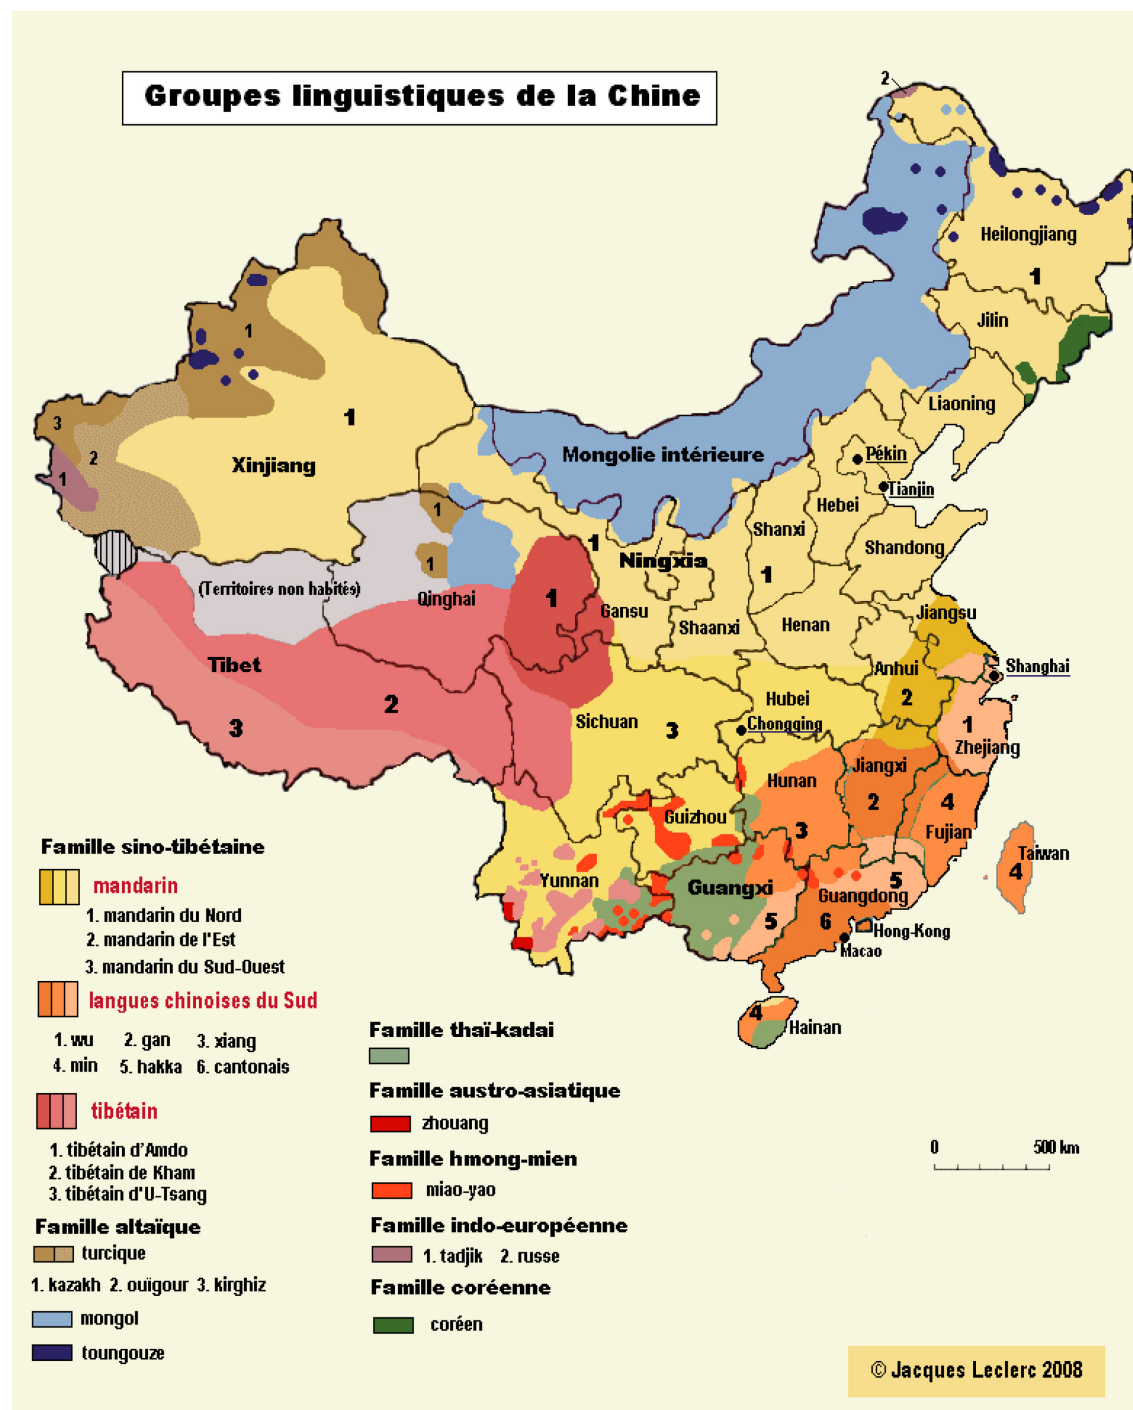 Groupes linguistiques de la Chine
2
Heilongjiang
1
Jilin
Liaoning
1
3
2
1
1
Xinjiang
Mongolie intérieure
Pékin
Tianjin
Hebei
Shanxi
1
Shandong
1
1
1
Ningxia
(Territoires non habités)
Qinghai
1
Gansu
Shaanxi
Henan
Jiangsu
Tibet
2
3
Anhui
2
Shanghai
Hubei
Chongqing
Sichuan
3
1
Zhejiang
Hunan
Jiangxi
2
4
Guizhou
3
Fujian
Taiwan
4
Yunnan
Guangxi
5
Guangdong
5
6
Hong-Kong
Macao
4
Hainan
Famille sino-tibétaine
mandarin
1. mandarin du Nord
2. mandarin de l'Est
3. mandarin du Sud-Ouest
langues chinoises du Sud
1. wu 2. gan 3. xiang
4. min 5. hakka 6. cantonais
tibétain
1. tibétain d'Amdo
2. tibétain de Kham
3. tibétain d'U-Tsang
Famille altaïque
turcique
1. kazakh 2. ouïgour 3. kirghiz
mongol
toungouze
Famille thaï-kadai
Famille austro-asiatique
zhouang
Famille hmong-mien
miao-yao
Famille indo-européenne
1. tadjik 2. russe
Famille coréenne
coréen
0 500 km
© Jacques Leclerc 2008